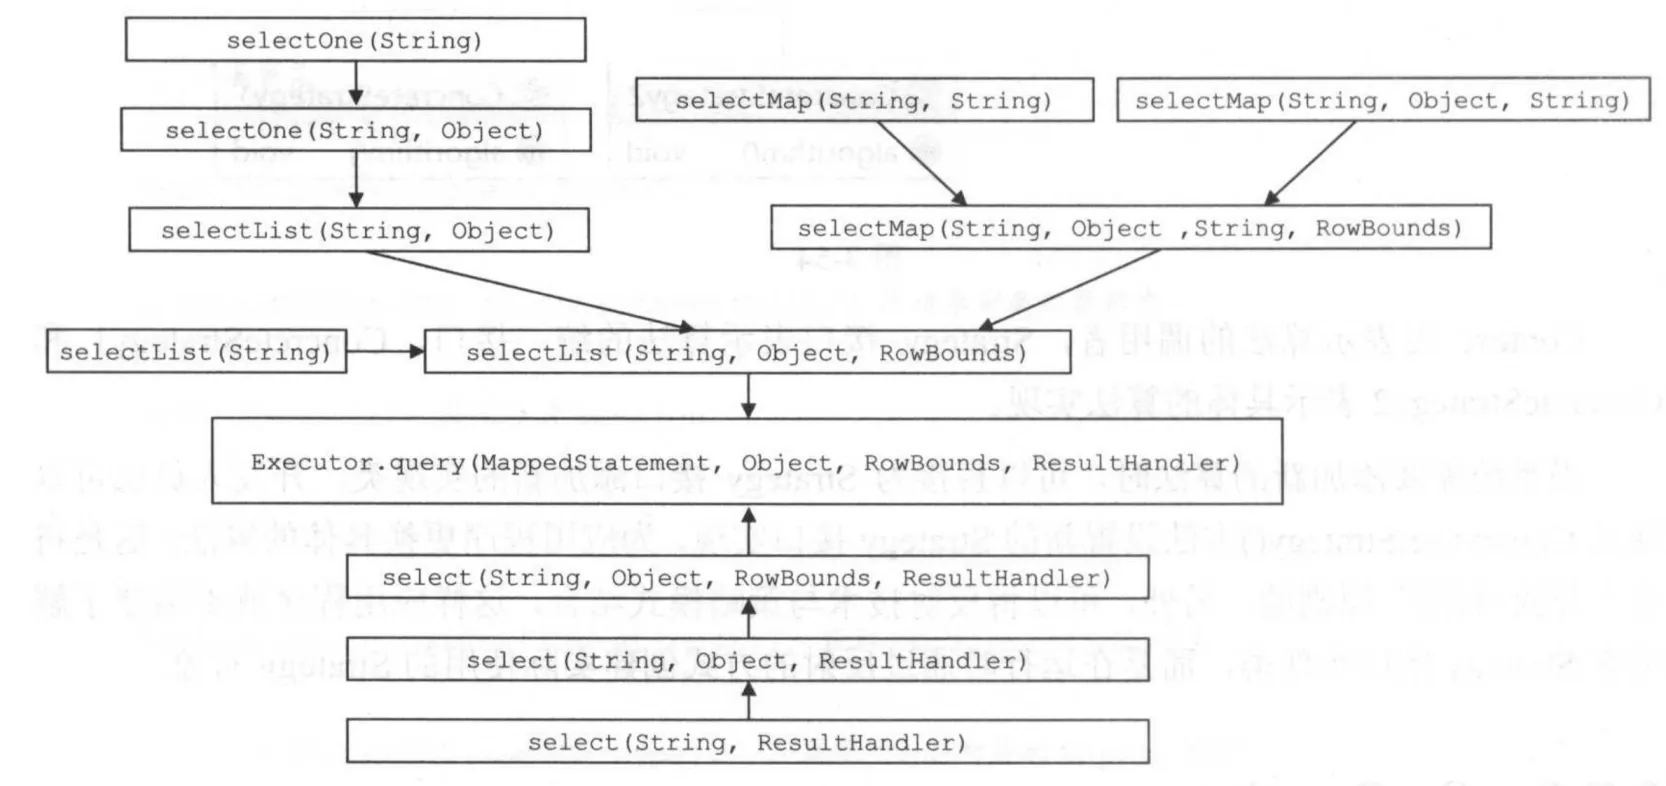 selectOne(String)
selectMap(String, String)
selectMap(String, Object, String)
selectOne(String, Object)
selectList(String, Object)
selectMap(String, Object ,String, RowBounds)
selectList(String)
selectList(String, Object, RowBounds)
Executor.query(MappedStatement, Object, RowBounds, ResultHandler)
select(String, Object, RowBounds, ResultHandler)
select(String, Object, ResultHandler)
select(String, ResultHandler)